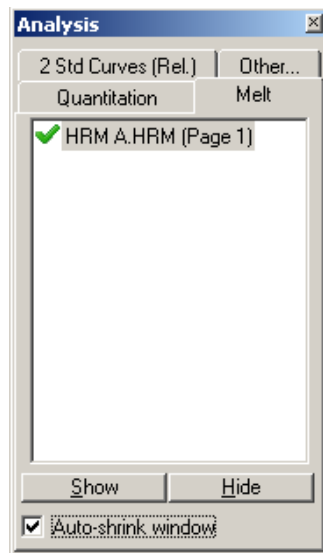 Analysis
2 Std Curves (Rel.) Other...
Quantitation Melt
HRM A.HRM (Page 1)
Show Hide
Auto-shrink window